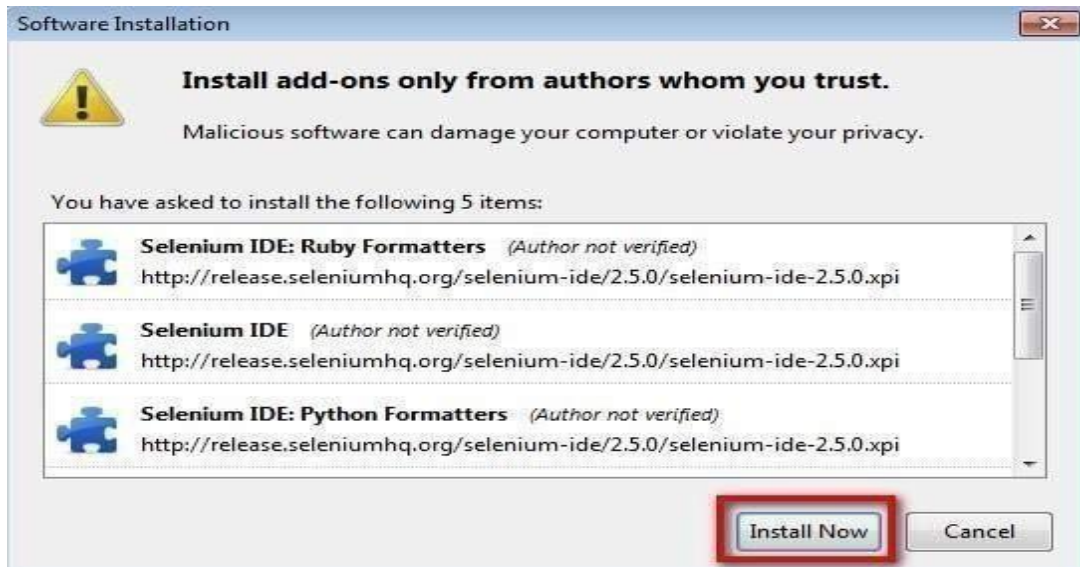 Software Installation
Install add-ons only from authors whom you trust.
Malicious software can damage your computer or violate your privacy.
You have asked to install the following 5 items:
Selenium IDE: Ruby Formatters (Author not verified)
http://release.seleniumhq.org/selenium-ide/2.5.0/selenium-ide-2.5.0.xpi
Selenium IDE (Author not verified)
http://release.seleniumhq.org/selenium-ide/2.5.0/selenium-ide-2.5.0.xpi
Selenium IDE: Python Formatters (Author not verified)
http://release.seleniumhq.org/selenium-ide/2.5.0/selenium-ide-2.5.0.xpi
Install Now Cancel